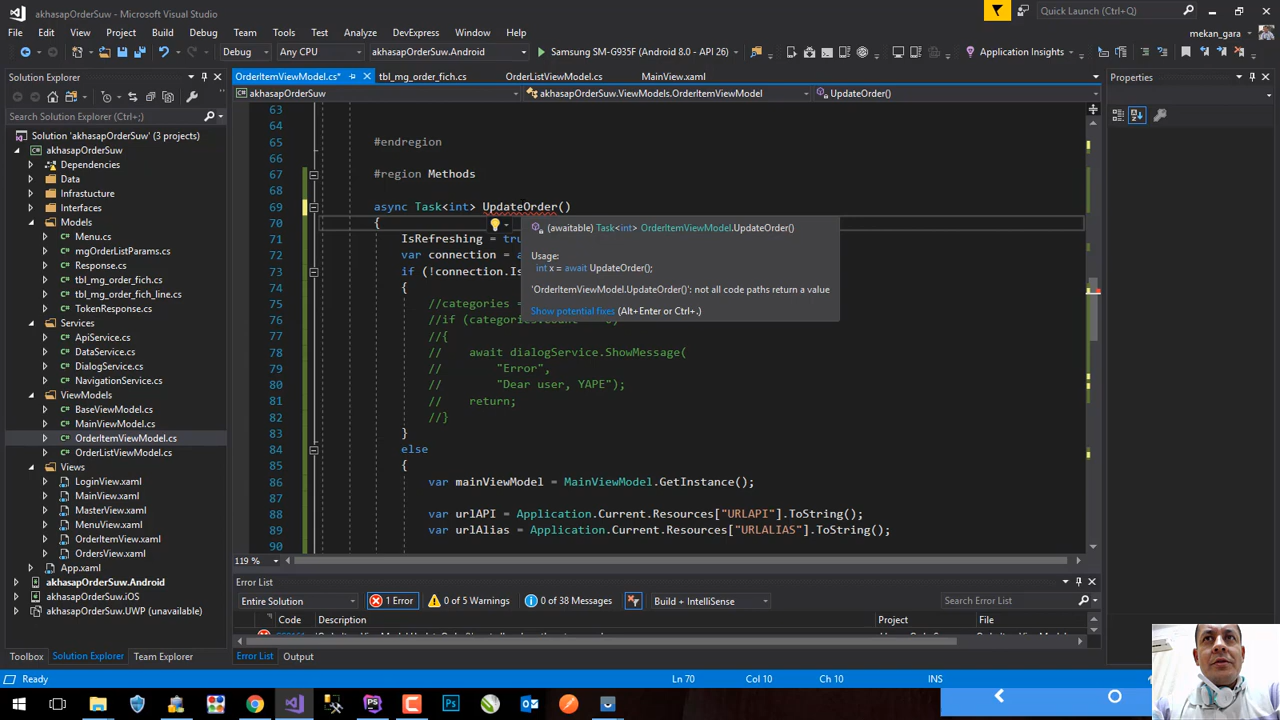 akhasapOrderSuw - Microsoft Visual Studio
Quick Launch (Ctrl+Q)
File Edit View Project Build Debug Team Tools Test Analyze DevExpress Window Help
mekan_gara
Debug Any CPU akhasapOrderSuw.Android Samsung SM-G935F (Android 8.0 - API 26) Application Insights
Solution Explorer
OrderItemViewModel.cs* tbl_mg_order_fich.cs OrderListViewModel.cs MainView.xaml
Properties
akhasapOrderSuw akhasapOrderSuw.ViewModels.OrderItemViewModel UpdateOrder()
Search Solution Explorer (Ctrl+;)
Solution 'akhasapOrderSuw' (3 projects)
akhasapOrderSuw
Dependencies
Data
Infrastucture
Interfaces
Models
Menu.cs
mgOrderListParams.cs
Response.cs
tbl_mg_order_fich.cs
tbl_mg_order_fich_line.cs
TokenResponse.cs
Services
ApiService.cs
DataService.cs
DialogService.cs
NavigationService.cs
ViewModels
BaseViewModel.cs
MainViewModel.cs
OrderItemViewModel.cs
OrderListViewModel.cs
Views
LoginView.xaml
MainView.xaml
MasterView.xaml
MenuView.xaml
OrderItemView.xaml
OrdersView.xaml
App.xaml
akhasapOrderSuw.Android
akhasapOrderSuw.iOS
akhasapOrderSuw.UWP (unavailable)
Toolbox Solution Explorer Team Explorer
63
64
65 #endregion
66
67 #region Methods
68
69 async Task<int> UpdateOrder()
70 {
71 IsRefreshing = tru
72 var connection = a
73 if (!connection.Is
74 {
75 //categories =
76 //if (categories.Count
77 //{
78 // await dialogService.ShowMessage(
79 // "Error",
80 // "Dear user, YAPE");
81 // return;
82 //}
83 }
84 else
85 {
86 var mainViewModel = MainViewModel.GetInstance();
87
88 var urlAPI = Application.Current.Resources["URLAPI"].ToString();
89 var urlAlias = Application.Current.Resources["URLALIAS"].ToString();
90
(awaitable) Task<int> OrderItemViewModel.UpdateOrder()
Usage:
int x = await UpdateOrder();
'OrderItemViewModel.UpdateOrder()': not all code paths return a value
Show potential fixes (Alt+Enter or Ctrl+.)
119 %
Error List
Entire Solution 1 Error 0 of 5 Warnings 0 of 38 Messages Build + IntelliSense Search Error List
Code Description Project File
Error List Output
Ready Ln 70 Col 10 Ch 10 INS